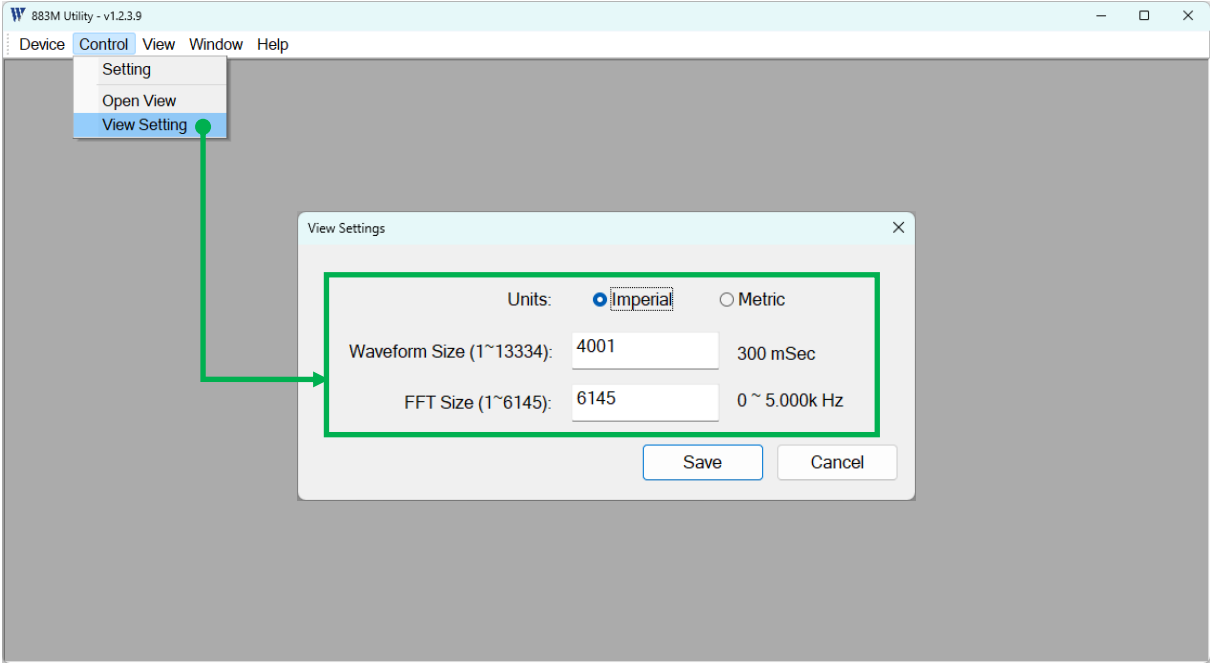 W 883M Utility - v1.2.3.9
Device Control View Window Help
Setting
Open View
View Setting
View Settings
Units: Imperial Metric
Waveform Size (1~13334): 4001 300 mSec
FFT Size (1~6145): 6145 0 ~ 5.000k Hz
Save Cancel